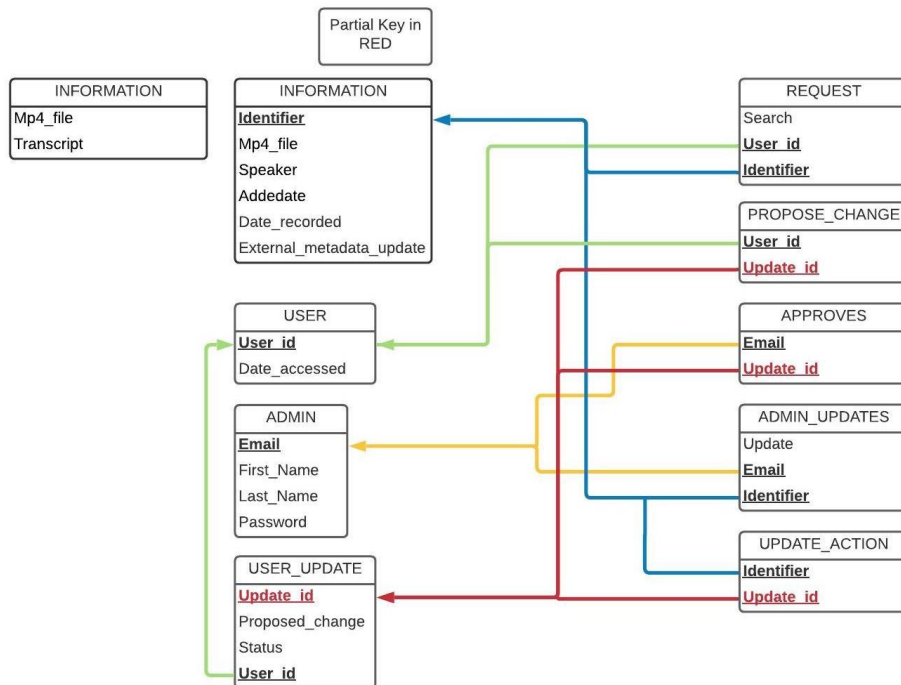 Partial Key in
RED
INFORMATION
Mp4_file
Transcript
INFORMATION
Identifier
Mp4_file
Speaker
Addedate
Date_recorded
External_metadata_update
USER
User_id
Date_accessed
ADMIN
Email
First_Name
Last_Name
Password
USER_UPDATE
Update_id
Proposed_change
Status
User_id
REQUEST
Search
User_id
Identifier
PROPOSE_CHANGE
User_id
Update_id
APPROVES
Email
Update_id
ADMIN_UPDATES
Update
Email
Identifier
UPDATE_ACTION
Identifier
Update_id